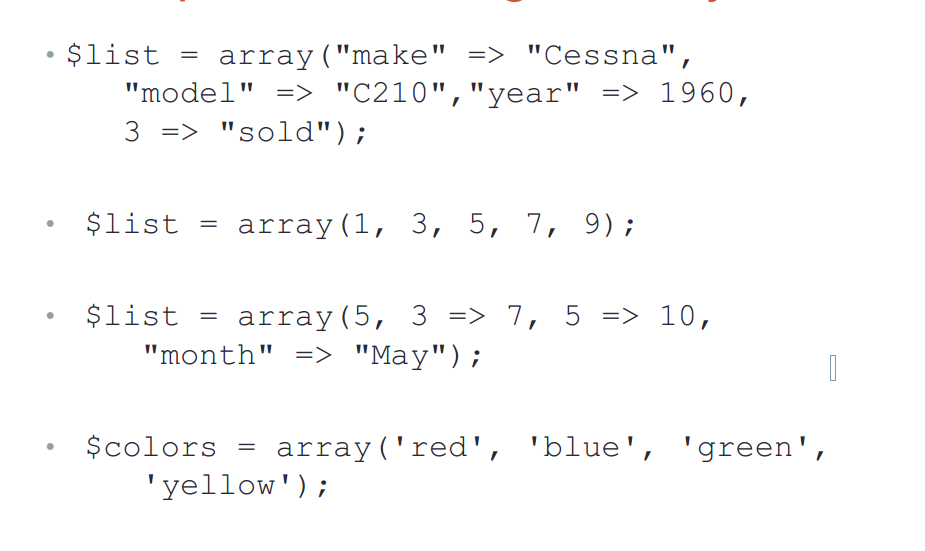 • $list = array("make" => "Cessna",
"model" => "C210","year" => 1960,
3 => "sold");
• $list = array(1, 3, 5, 7, 9);
• $list = array(5, 3 => 7, 5 => 10,
"month" => "May");
• $colors = array('red', 'blue', 'green',
'yellow');